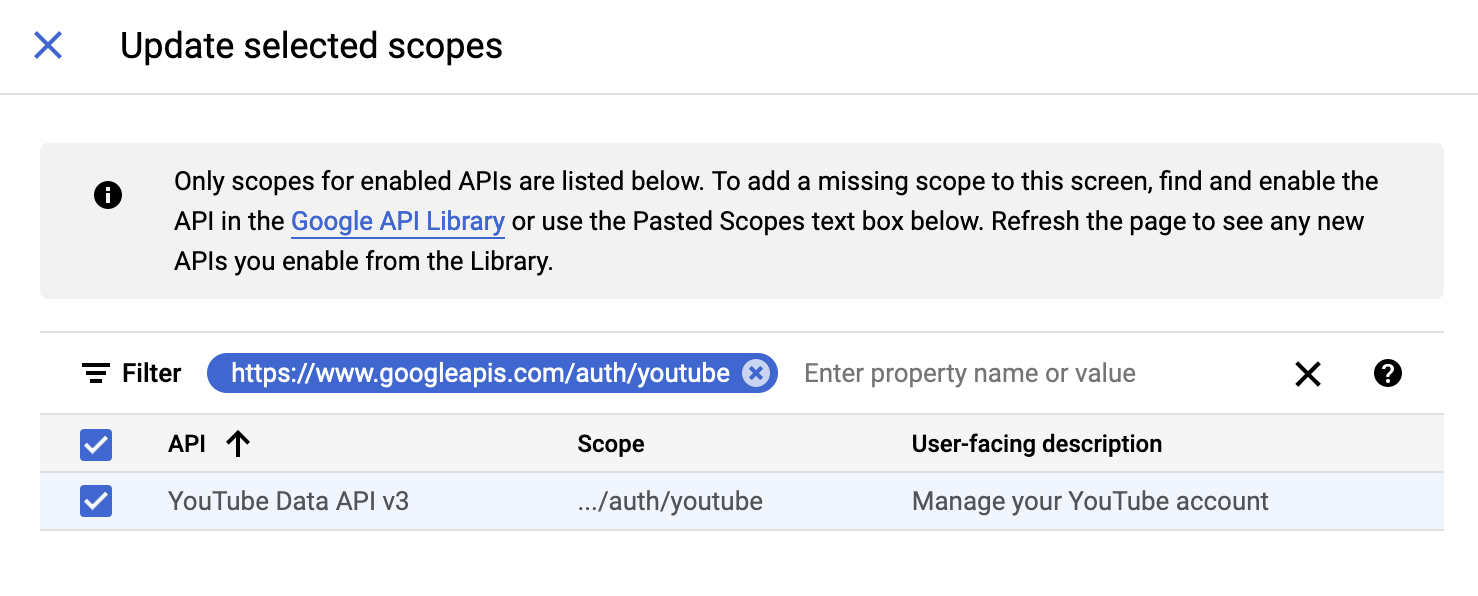 Update selected scopes
Only scopes for enabled APIs are listed below. To add a missing scope to this screen, find and enable the
API in the Google API Library or use the Pasted Scopes text box below. Refresh the page to see any new
APIs you enable from the Library.
Filter https://www.googleapis.com/auth/youtube Enter property name or value
API Scope User-facing description
YouTube Data API v3 .../auth/youtube Manage your YouTube account